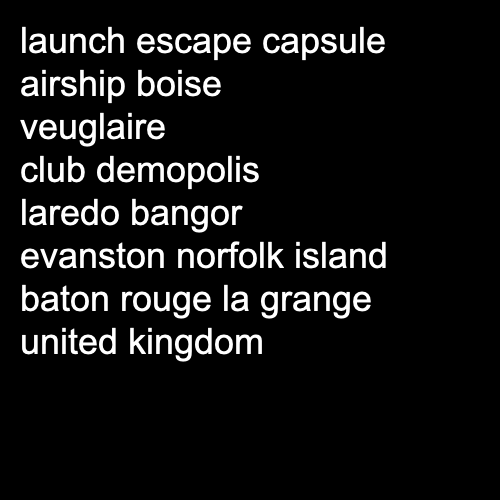 launch escape capsule
airship boise
veuglaire
club demopolis
laredo bangor
evanston norfolk island
baton rouge la grange
united kingdom